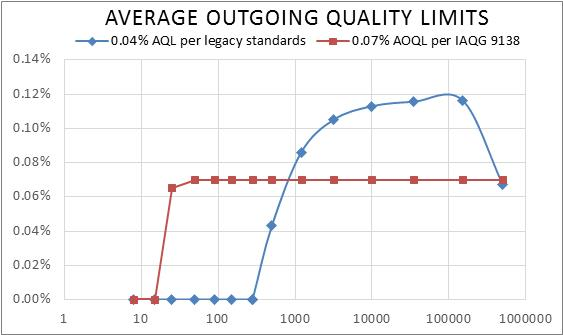 AVERAGE OUTGOING QUALITY LIMITS
0.04% AQL per legacy standards 0.07% AOQL per IAQG 9138
0.14%
0.12%
0.10%
0.08%
0.06%
0.04%
0.02%
0.00%
1 10 100 1000 10000 100000 1000000